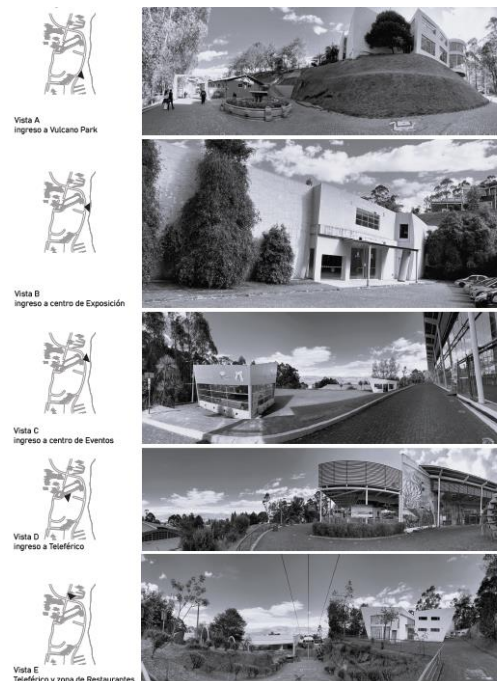 Vista A
ingreso a Vulcano Park
Vista B
ingreso a centro de Exposición
Vista C
ingreso a centro de Eventos
Vista D
ingreso a Teleférico
Vista E
Teleférico y zona de Restaurantes